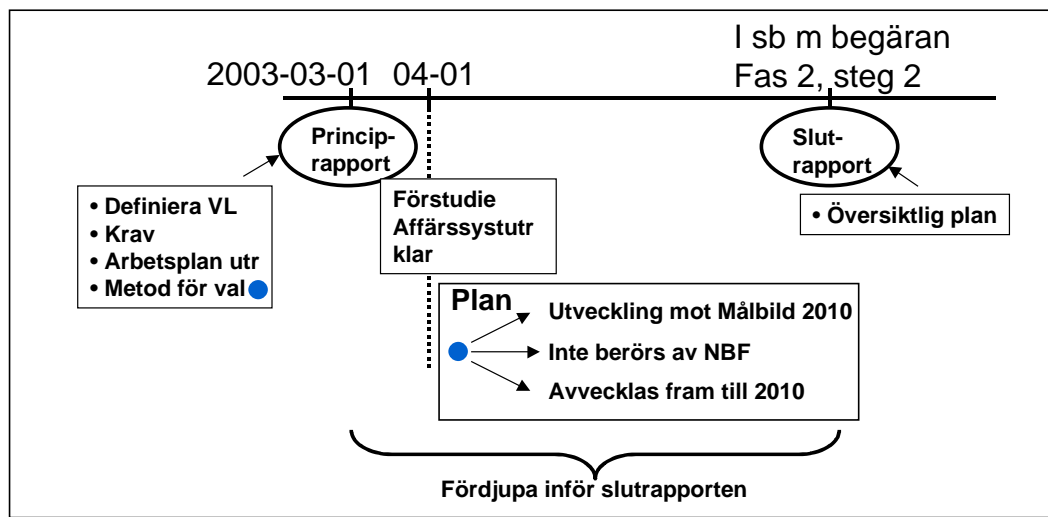 I sb m begäran
2003-03-01 04-01 Fas 2, steg 2
Princip-
rapport
Slut-
rapport
• Definiera VL
• Krav
• Arbetsplan utr
• Metod för val
Förstudie
Affärssystutr
klar
• Översiktlig plan
Plan
Utveckling mot Målbild 2010
Inte berörs av NBF
Avvecklas fram till 2010
Fördjupa inför slutrapporten